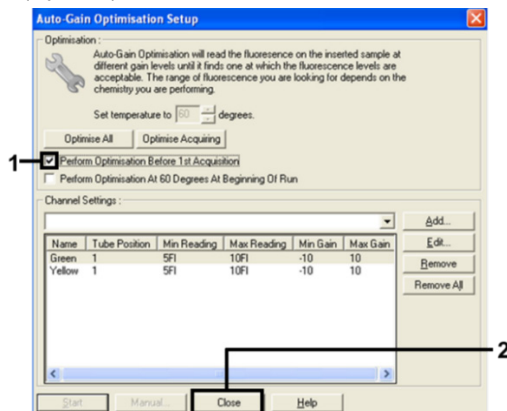 Auto-Gain Optimisation Setup
Optimisation :
Auto-Gain Optimisation will read the fluoresence on the inserted sample at
different gain levels until it finds one at which the fluorescence levels are
acceptable. The range of fluorescence you are looking for depends on the
chemistry you are performing.
Set temperature to 60 degrees.
Optimise All Optimise Acquiring
1
Perform Optimisation Before 1st Acquisition
Perform Optimisation At 60 Degrees At Beginning Of Run
Channel Settings :
Add...
Name Tube Position Min Reading Max Reading Min Gain Max Gain Edit...
Green 1 5Fl 10Fl -10 10
Yellow 1 5Fl 10Fl -10 10
Remove
Remove All
2
Start Manual... Close Help